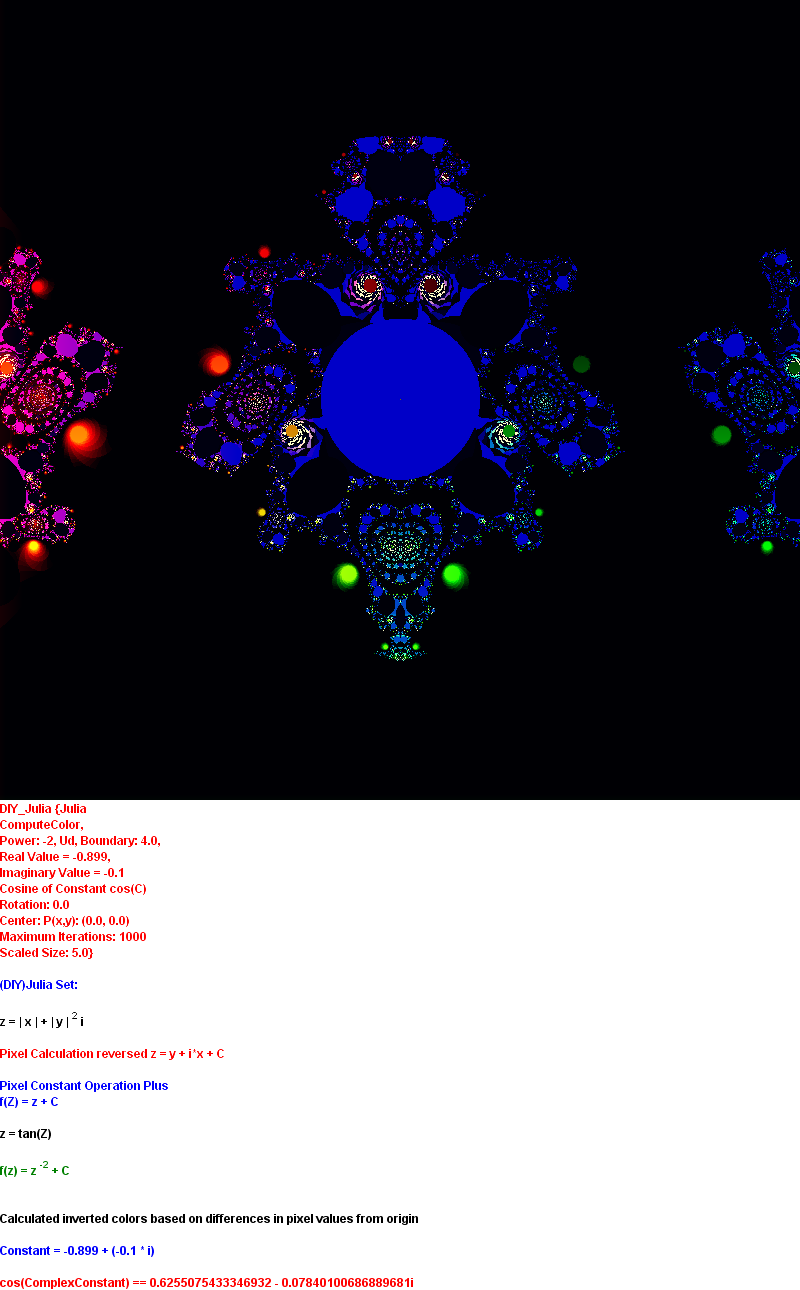 DIY_Julia {Julia
ComputeColor,
Power: -2, Ud, Boundary: 4.0,
Real Value = -0.899,
Imaginary Value = -0.1
Cosine of Constant cos(C)
Rotation: 0.0
Center: P(x,y): (0.0, 0.0)
Maximum Iterations: 1000
Scaled Size: 5.0}
(DIY)Julia Set:
z = | x | + | y | ² i
Pixel Calculation reversed z = y + i*x + C
Pixel Constant Operation Plus
f(Z) = z + C
z = tan(Z)
f(z) = z ⁻² + C
Calculated inverted colors based on differences in pixel values from origin
Constant = -0.899 + (-0.1 * i)
cos(ComplexConstant) == 0.6255075433346932 - 0.07840100686889681i